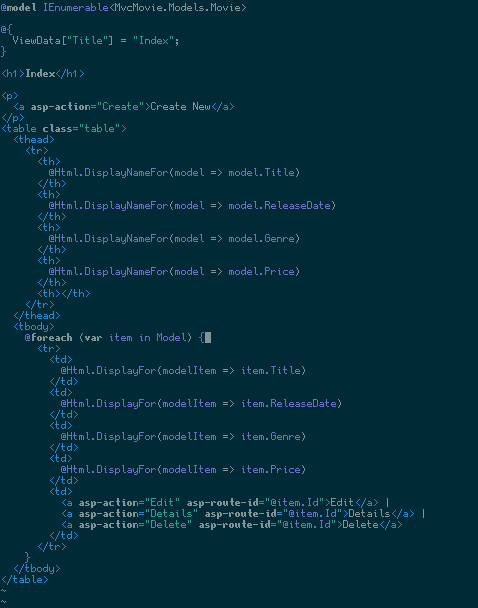 @model IEnumerable<MvcMovie.Models.Movie>

@{
  ViewData["Title"] = "Index";
}

<h1>Index</h1>

<p>
  <a asp-action="Create">Create New</a>
</p>
<table class="table">
  <thead>
    <tr>
      <th>
        @Html.DisplayNameFor(model => model.Title)
      </th>
      <th>
        @Html.DisplayNameFor(model => model.ReleaseDate)
      </th>
      <th>
        @Html.DisplayNameFor(model => model.Genre)
      </th>
      <th>
        @Html.DisplayNameFor(model => model.Price)
      </th>
      <th></th>
    </tr>
  </thead>
  <tbody>
    @foreach (var item in Model) {
      <tr>
        <td>
          @Html.DisplayFor(modelItem => item.Title)
        </td>
        <td>
          @Html.DisplayFor(modelItem => item.ReleaseDate)
        </td>
        <td>
          @Html.DisplayFor(modelItem => item.Genre)
        </td>
        <td>
          @Html.DisplayFor(modelItem => item.Price)
        </td>
        <td>
          <a asp-action="Edit" asp-route-id="@item.Id">Edit</a> |
          <a asp-action="Details" asp-route-id="@item.Id">Details</a> |
          <a asp-action="Delete" asp-route-id="@item.Id">Delete</a>
        </td>
      </tr>
    }
  </tbody>
</table>
~
~